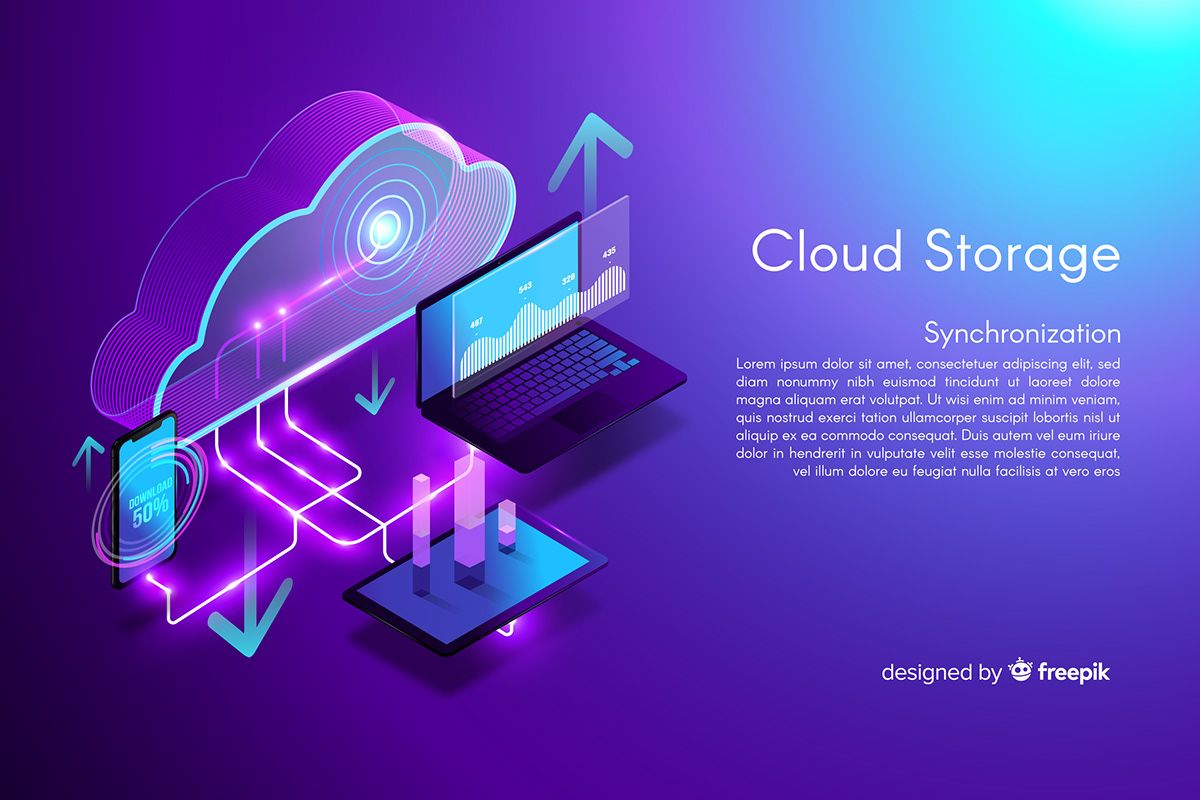 Cloud Storage
Synchronization
Lorem ipsum dolor sit amet, consectetuer adipiscing elit, sed
diam nonummy nibh euismod tincidunt ut laoreet dolore
magna aliquam erat volutpat. Ut wisi enim ad minim veniam,
quis nostrud exerci tation ullamcorper suscipit lobortis nisl ut
aliquip ex ea commodo consequat. Duis autem vel eum iriure
dolor in hendrerit in vulputate velit esse molestie consequat,
vel illum dolore eu feugiat nulla facilisis at vero eros
487
543
328
435
DOWNLOAD
50%
designed by freepik